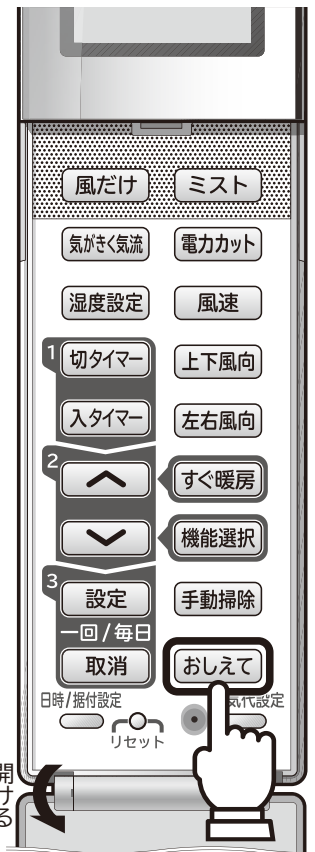 風だけ ミスト
気がきく気流 電力カット
湿度設定 風速
1 切タイマー 上下風向
入タイマー 左右風向
2 すぐ暖房
機能選択
3 設定 手動掃除
一回/毎日
取消 おしえて
日時/据付設定 気代設定
リセット
開ける